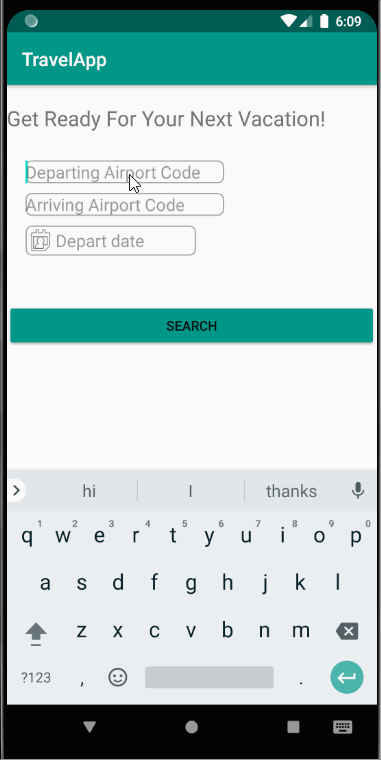 6:09
TravelApp
Get Ready For Your Next Vacation!
Departing Airport Code
Arriving Airport Code
Depart date
SEARCH
hi I thanks
1 2 3 4 5 6 7 8 9 0
q w e r t y u i o p
a s d f g h j k l
z x c v b n m
?123 , .